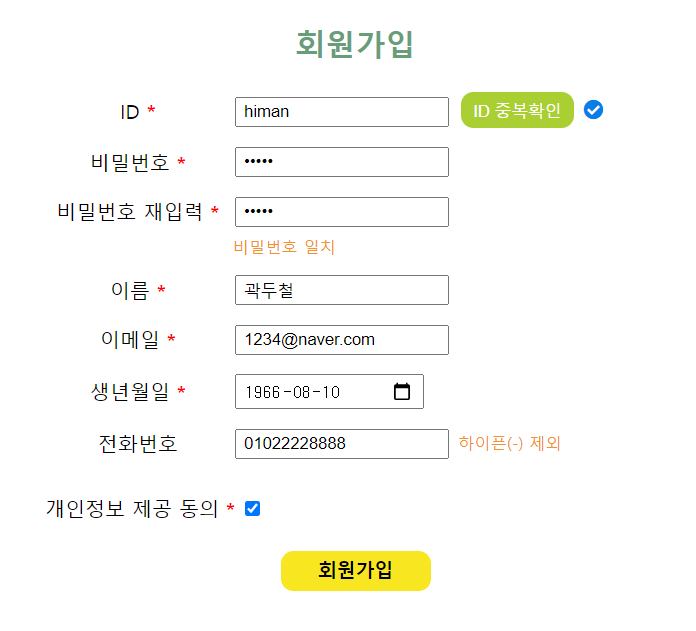 회원가입
ID * himan ID 중복확인
비밀번호 * •••••
비밀번호 재입력 * •••••
비밀번호 일치
이름 * 곽두철
이메일 * 1234@naver.com
생년월일 * 1966-08-10
전화번호 01022228888 하이픈(-) 제외
개인정보 제공 동의 *
회원가입